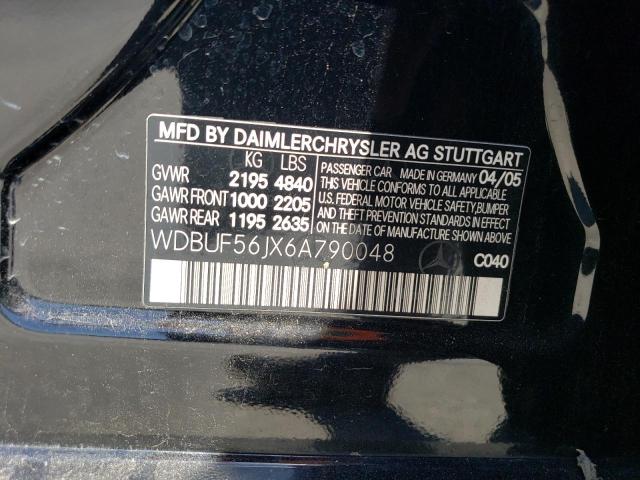 MFD BY DAIMLERCHRYSLER AG STUTTGART
KG LBS
GVWR 2195 4840
GAWR FRONT 1000 2205
GAWR REAR 1195 2635
PASSENGER CAR MADE IN GERMANY 04/05
THIS VEHICLE CONFORMS TO ALL APPLICABLE
U.S. FEDERAL MOTOR VEHICLE SAFETY, BUMPER
AND THEFT PREVENTION STANDARDS IN
EFFECT ON THE DATE OF MANUFACTURE
WDBUF56JX6A790048
C040